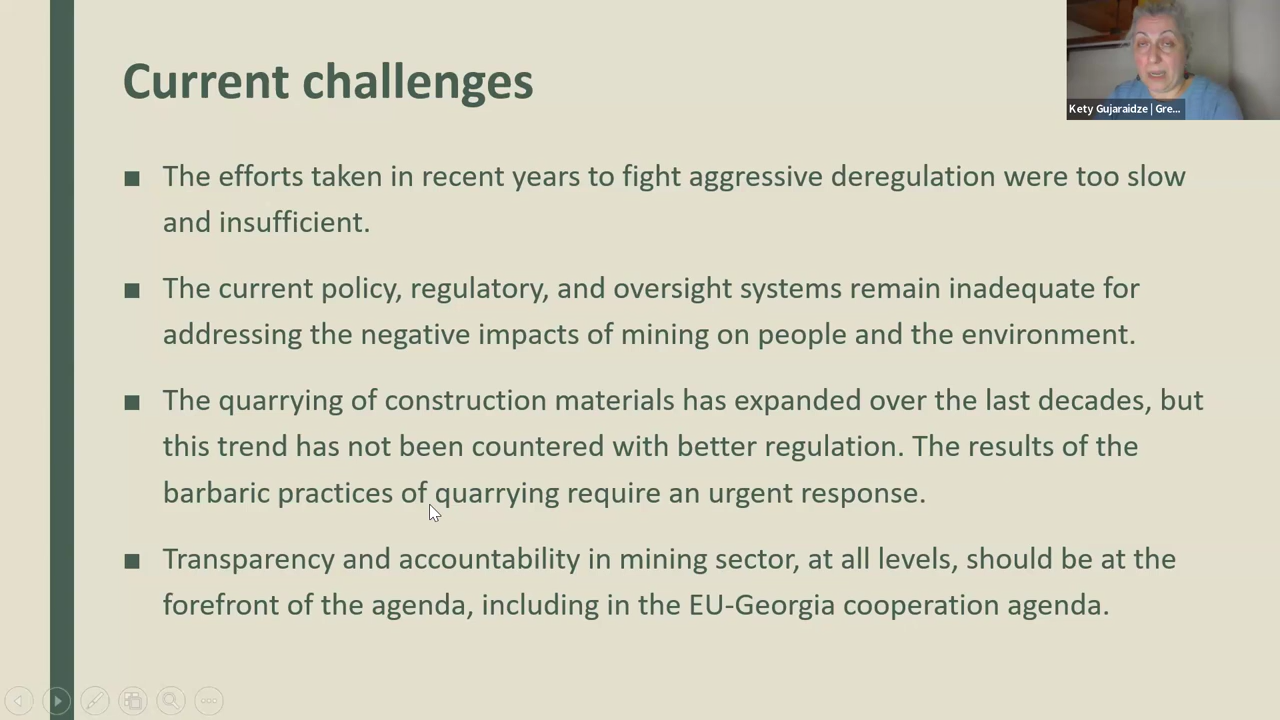 Current challenges
Kety Gujaraidze | Gre...
■ The efforts taken in recent years to fight aggressive deregulation were too slow
and insufficient.
■ The current policy, regulatory, and oversight systems remain inadequate for
addressing the negative impacts of mining on people and the environment.
■ The quarrying of construction materials has expanded over the last decades, but
this trend has not been countered with better regulation. The results of the
barbaric practices of quarrying require an urgent response.
■ Transparency and accountability in mining sector, at all levels, should be at the
forefront of the agenda, including in the EU-Georgia cooperation agenda.